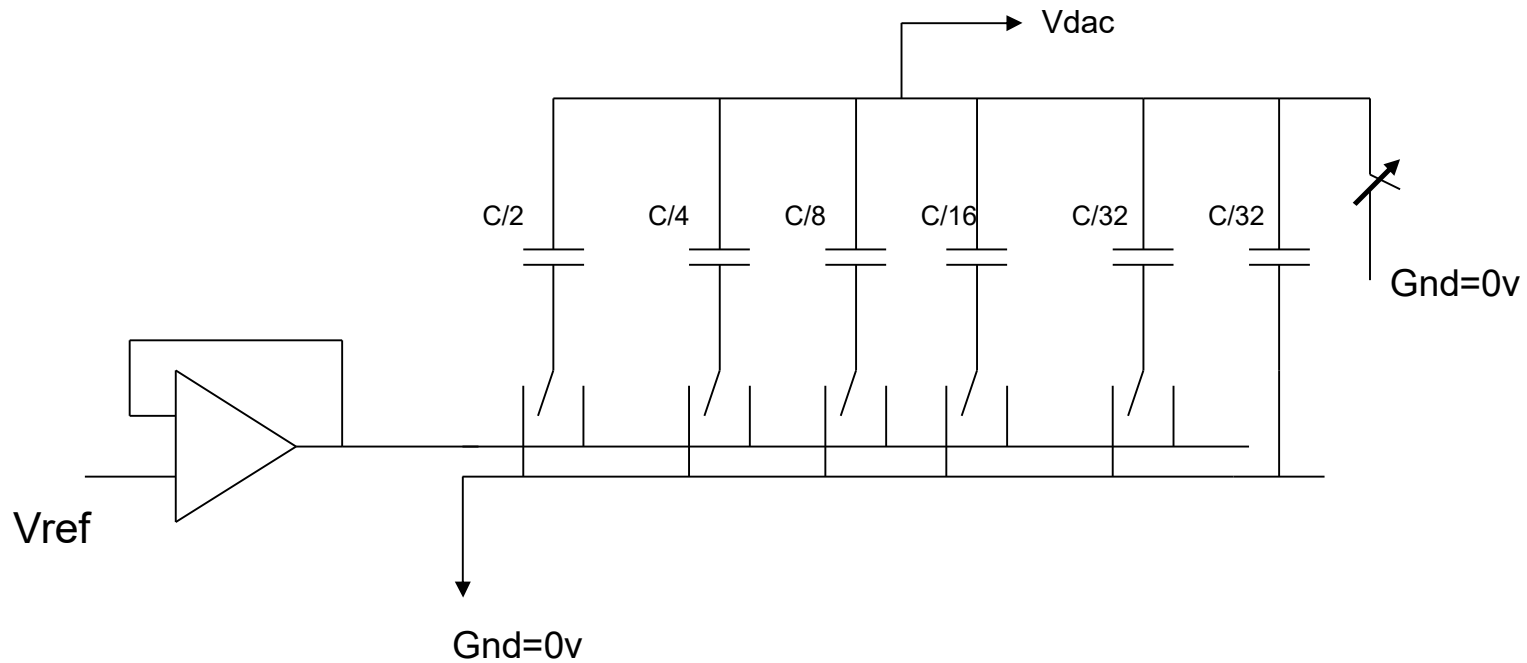 Vdac
C/2
C/4
C/8
C/16
C/32
C/32
Gnd=0v
Vref
Gnd=0v